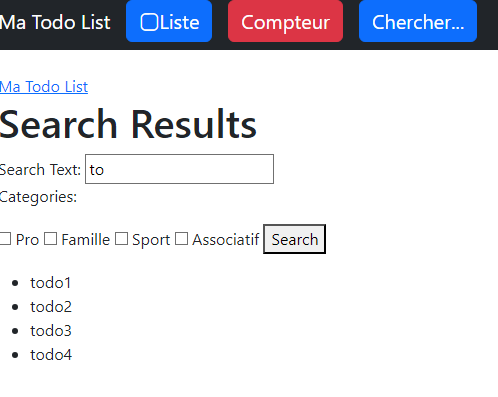 Ma Todo List Liste Compteur Chercher...
Ma Todo List
Search Results
Search Text: to
Categories:
Pro Famille Sport Associatif Search
todo1
todo2
todo3
todo4